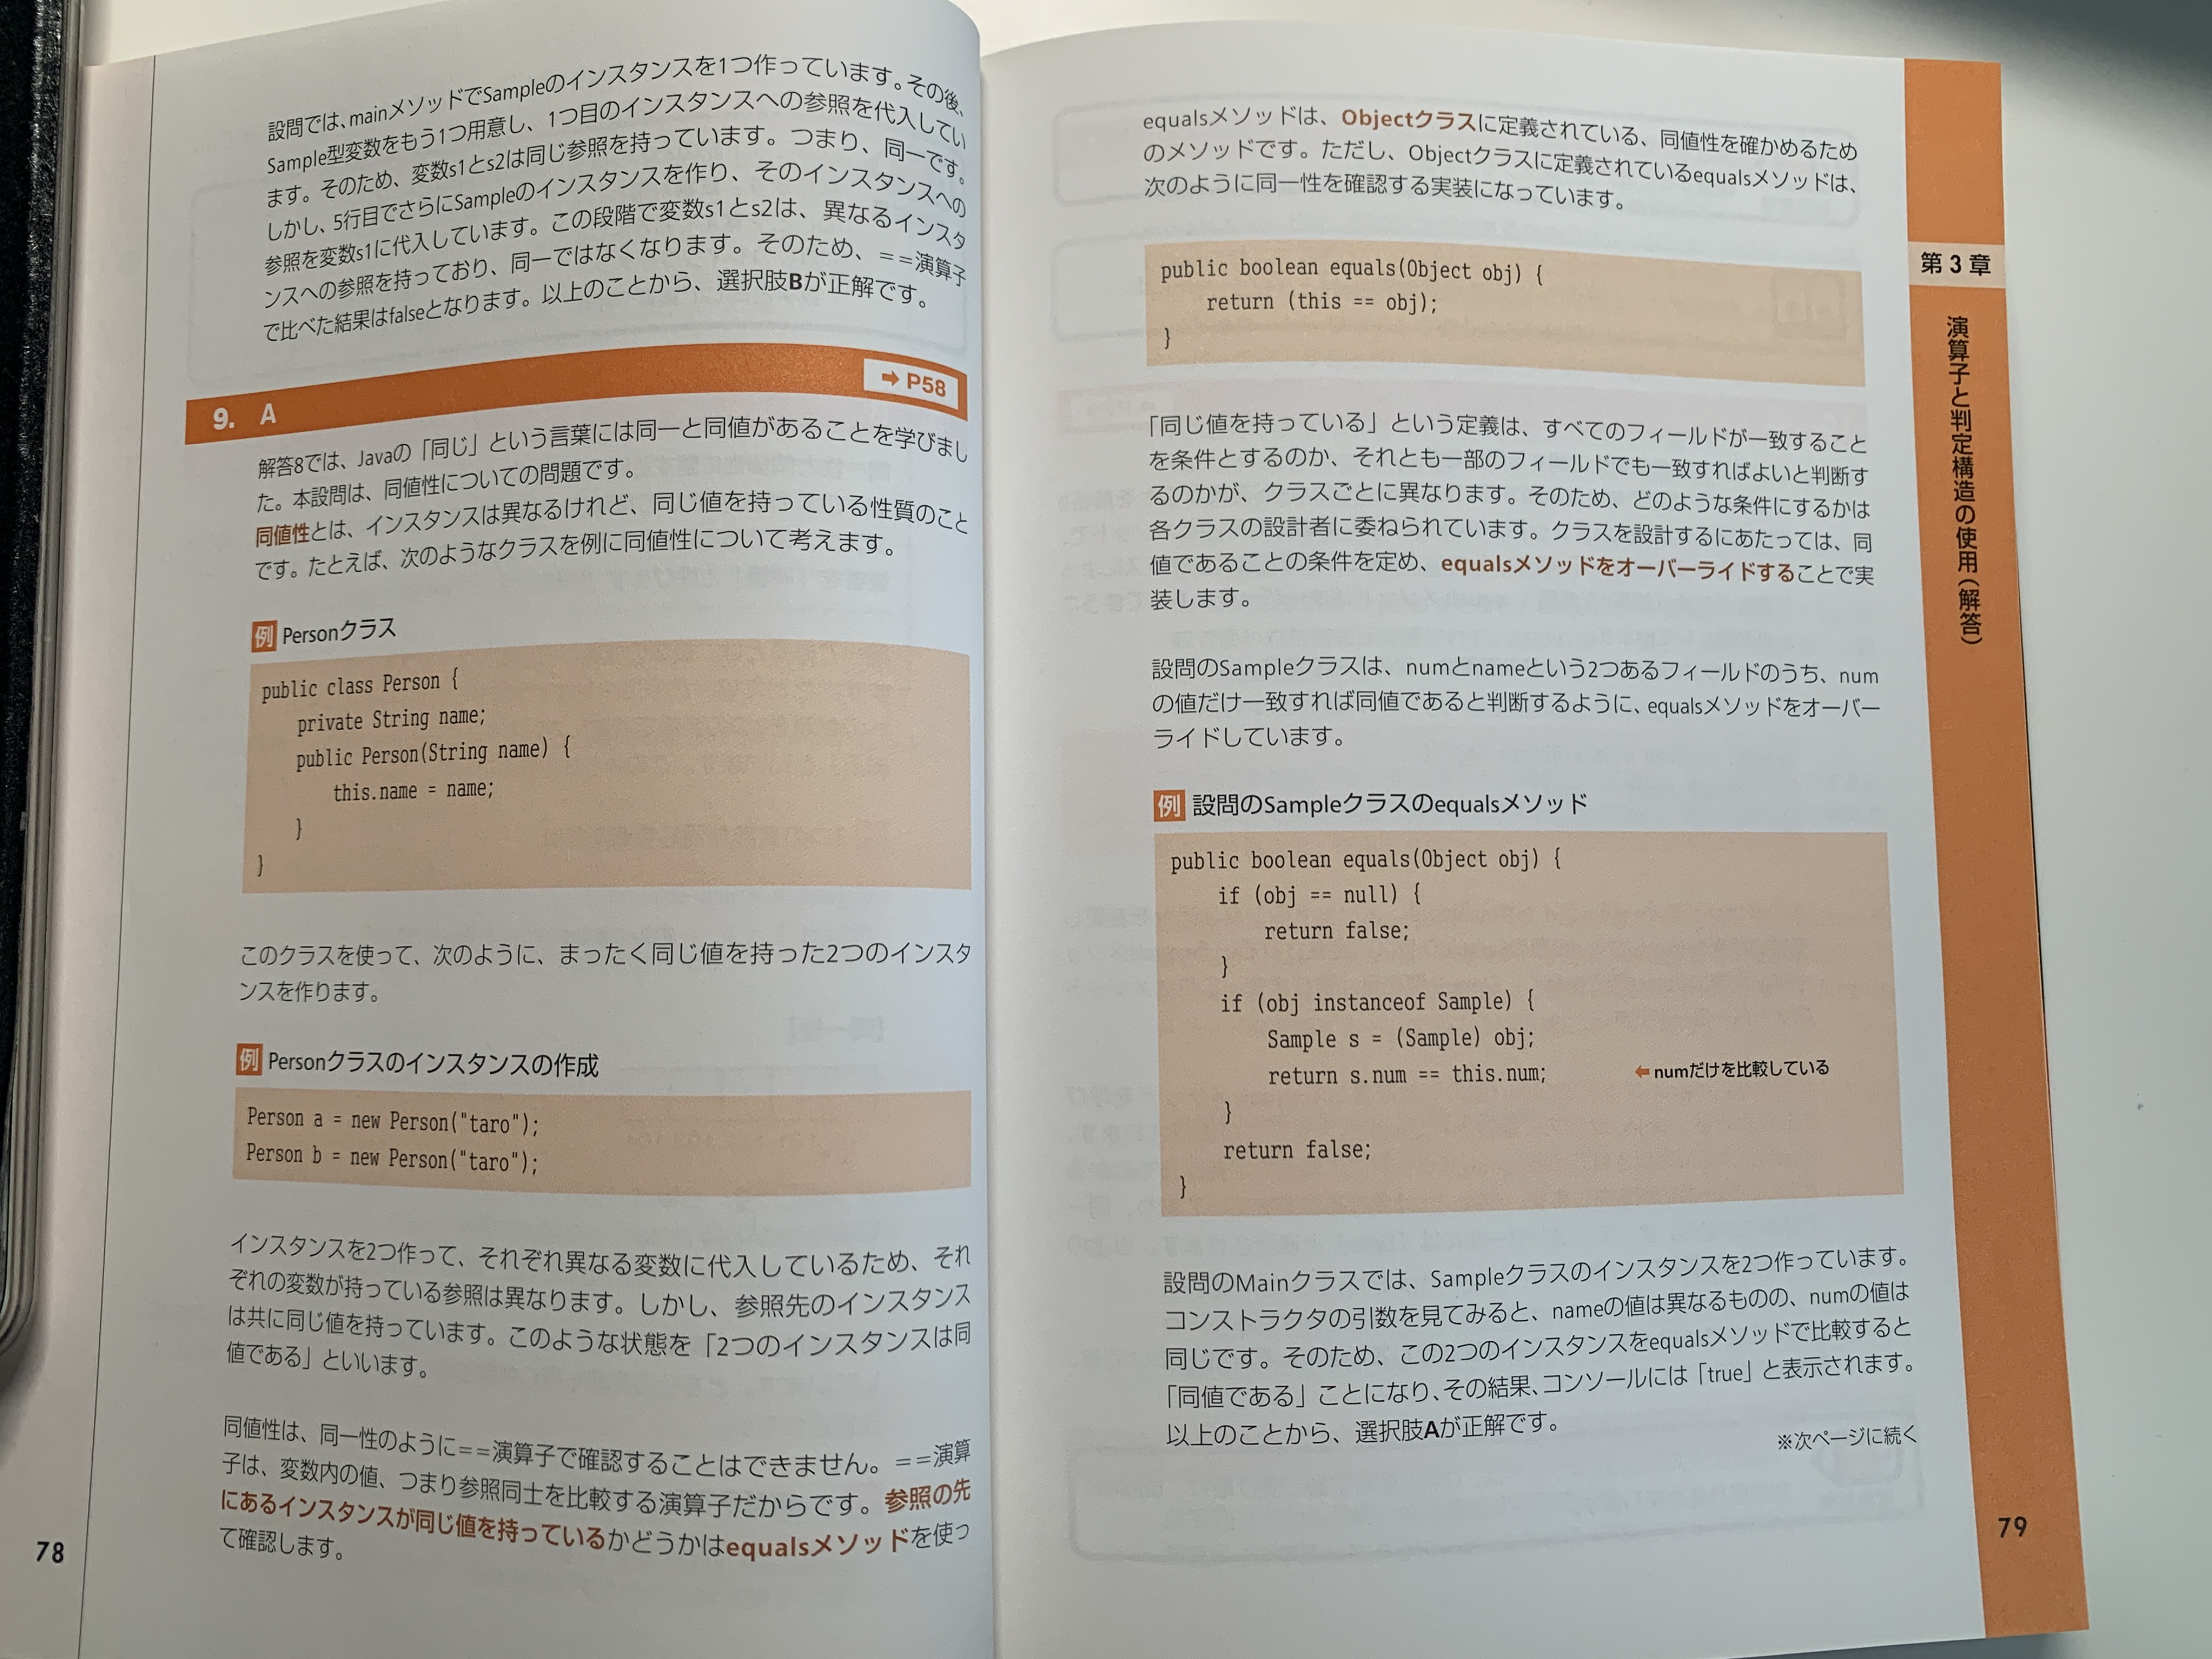 設問では、mainメソッドでSampleのインスタンスを1つ作っています。その後、
Sample型変数をもう1つ用意し、1つ目のインスタンスへの参照を代入してい
ます。そのため、変数s1とs2は同じ参照を持っています。つまり、同一です。
しかし、5行目でさらにSampleのインスタンスを作り、そのインスタンスへの
参照を変数s1に代入しています。この段階で変数s1とs2は、異なるインスタ
ンスへの参照を持っており、同一ではなくなります。そのため、==演算子
で比べた結果はfalseとなります。以上のことから、選択肢Bが正解です。
9. A
➡ P58
解答8では、Javaの「同じ」という言葉には同一と同値があることを学びまし
た。本設問は、同値性についての問題です。
同値性とは、インスタンスは異なるけれど、同じ値を持っている性質のこと
です。たとえば、次のようなクラスを例に同値性について考えます。
例 Personクラス
public class Person {
    private String name;
    public Person(String name) {
        this.name = name;
    }
}
このクラスを使って、次のように、まったく同じ値を持った2つのインスタ
ンスを作ります。
例 Personクラスのインスタンスの作成
Person a = new Person("taro");
Person b = new Person("taro");
インスタンスを2つ作って、それぞれ異なる変数に代入しているため、それ
ぞれの変数が持っている参照は異なります。しかし、参照先のインスタンス
は共に同じ値を持っています。このような状態を「2つのインスタンスは同
値である」といいます。
同値性は、同一性のように==演算子で確認することはできません。==演算
子は、変数内の値、つまり参照同士を比較する演算子だからです。参照の先
にあるインスタンスが同じ値を持っているかどうかはequalsメソッドを使っ
て確認します。
78
equalsメソッドは、Objectクラスに定義されている、同値性を確かめるため
のメソッドです。ただし、Objectクラスに定義されているequalsメソッドは、
次のように同一性を確認する実装になっています。
public boolean equals(Object obj) {
    return (this == obj);
}
「同じ値を持っている」という定義は、すべてのフィールドが一致すること
を条件とするのか、それとも一部のフィールドでも一致すればよいと判断す
るのかが、クラスごとに異なります。そのため、どのような条件にするかは
各クラスの設計者に委ねられています。クラスを設計するにあたっては、同
値であることの条件を定め、equalsメソッドをオーバーライドすることで実
装します。
設問のSampleクラスは、numとnameという2つあるフィールドのうち、num
の値だけ一致すれば同値であると判断するように、equalsメソッドをオーバー
ライドしています。
例 設問のSampleクラスのequalsメソッド
public boolean equals(Object obj) {
    if (obj == null) {
        return false;
    }
    if (obj instanceof Sample) {
        Sample s = (Sample) obj;
        return s.num == this.num; ⬅ numだけを比較している
    }
    return false;
}
設問のMainクラスでは、Sampleクラスのインスタンスを2つ作っています。
コンストラクタの引数を見てみると、nameの値は異なるものの、numの値は
同じです。そのため、この2つのインスタンスをequalsメソッドで比較すると
「同値である」ことになり、その結果、コンソールには「true」と表示されます。
以上のことから、選択肢Aが正解です。
※次ページに続く
第3章
演算子と判定構造の使用(解答)
79